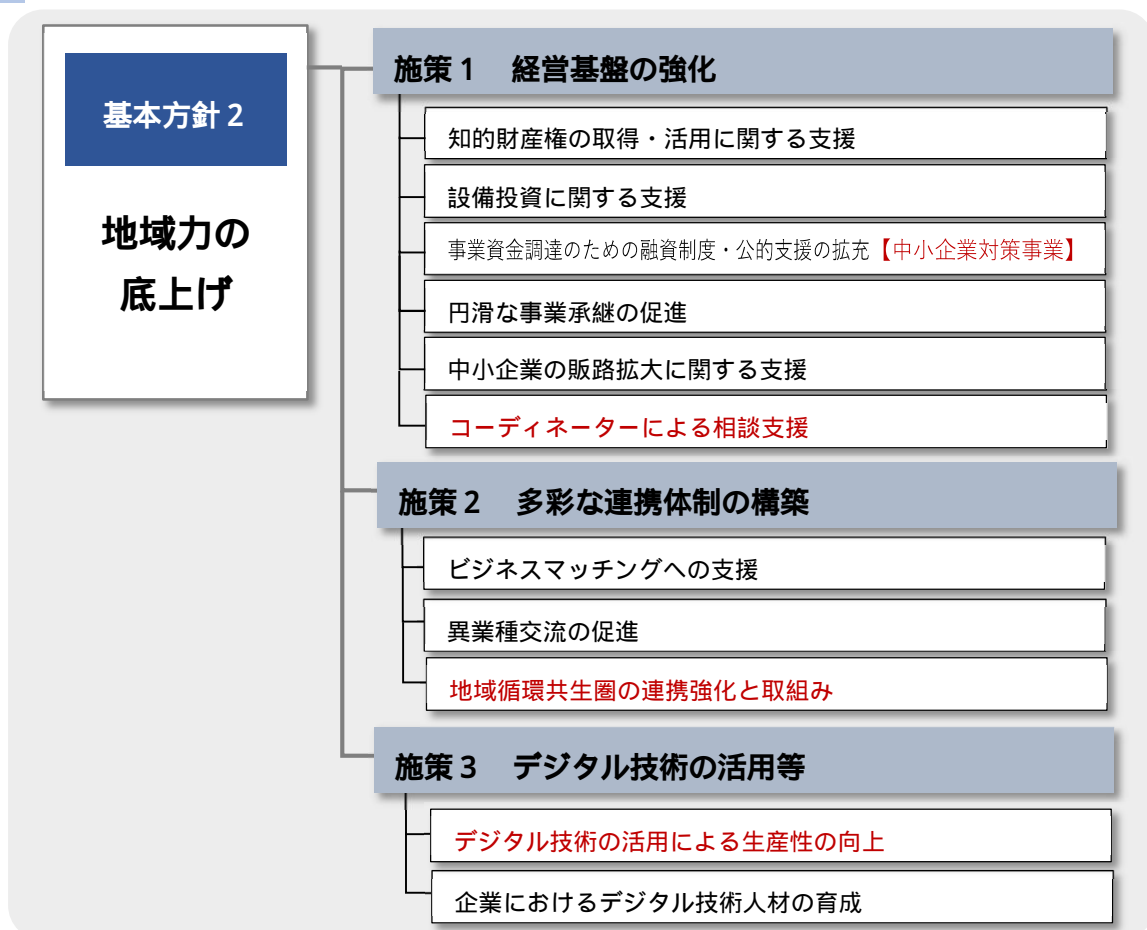 基本方針2
地域力の
底上げ
施策1 経営基盤の強化
知的財産権の取得・活用に関する支援
設備投資に関する支援
事業資金調達のための融資制度・公的支援の拡充【中小企業対策事業】
円滑な事業承継の促進
中小企業の販路拡大に関する支援
コーディネーターによる相談支援
施策2 多彩な連携体制の構築
ビジネスマッチングへの支援
異業種交流の促進
地域循環共生圏の連携強化と取組み
施策3 デジタル技術の活用等
デジタル技術の活用による生産性の向上
企業におけるデジタル技術人材の育成